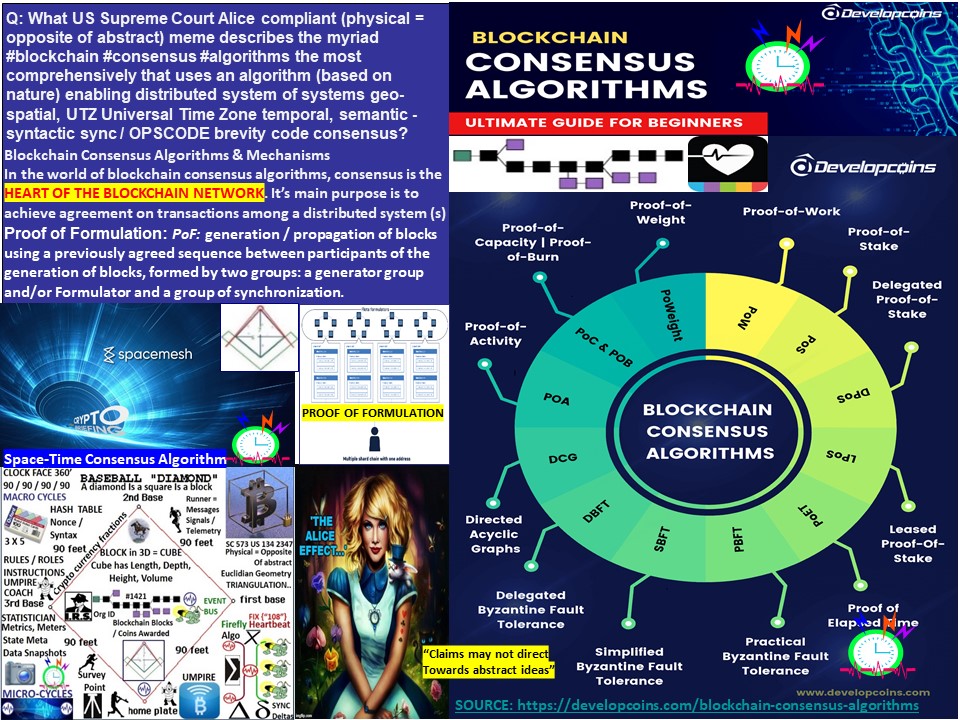 Q: What US Supreme Court Alice compliant (physical =
opposite of abstract) meme describes the myriad
#blockchain #consensus #algorithms the most
comprehensively that uses an algorithm (based on
nature) enabling distributed system of systems geo-
spatial, UTZ Universal Time Zone temporal, semantic -
syntactic sync / OPSCODE brevity code consensus?
Blockchain Consensus Algorithms & Mechanisms
In the world of blockchain consensus algorithms, consensus is the
HEART OF THE BLOCKCHAIN NETWORK. It's main purpose is to
achieve agreement on transactions among a distributed system (s)
Proof of Formulation: PoF: generation / propagation of blocks
using a previously agreed sequence between participants of the
generation of blocks, formed by two groups: a generator group
and/or Formulator and a group of synchronization.
Developcoins
BLOCKCHAIN
CONSENSUS
ALGORITHMS
ULTIMATE GUIDE FOR BEGINNERS
Developcoins
Proof-of-
Weight
Proof-of-Work
Proof-of-
Capacity | Proof-
of-Burn
Proof-of-
Stake
Delegated
Proof-of-
Stake
Proof-of-
Activity
PoWeight
PoW
PoS
DPoS
LPoS
PoET
PBFT
SBFT
DBFT
DCG
POA
PoC & POB
BLOCKCHAIN
CONSENSUS
ALGORITHMS
Directed
Acyclic
Graphs
Leased
Proof-Of-
Stake
Delegated
Byzantine Fault
Tolerance
Proof of
Elapsed Time
Simplified
Byzantine Fault
Tolerance
Practical
Byzantine Fault
Tolerance
www.developcoins.com
SOURCE: https://developcoins.com/blockchain-consensus-algorithms
spacemesh
CRYPTO
BRIEFING
Space-Time Consensus Algorithm
Meta formulators
PROOF OF FORMULATION
Multiple shard chain with one address
CLOCK FACE 360'
90 / 90 / 90 / 90
MACRO CYCLES
BASEBALL "DIAMOND"
A diamond Is a square Is a block
2nd Base
HASH TABLE
Nonce /
Syntax
90 feet
3 X 5
Runner =
Messages
Signals /
Telemetry
90 feet
Crypto currency fractions
SC 573 US 134 2347
Physical = Opposite
Of abstract
Euclidian Geometry
TRIANGULATION..
BLOCK in 3D = CUBE
Cube has Length, Depth,
Height, Volume
RULES / ROLES
INSTRUCTIONS
UMPIRE
COACH
3rd Base
#1421
I.R.S.
Org ID
Blockchain Blocks
/ Coins Awarded
EVENT
BUS
first base
STATISTICIAN
Metrics, Meters
State Meta
Data Snapshots
90 feet
90 feet
FIX {"108"}
Firefly Heartbeat
Algo
MICRO-CYCLES
Survey
Point
home plate
UMPIRE
SYNC
Deltas
'THE
ALICE
EFFECT...'
imgflip.com
"Claims may not direct
Towards abstract ideas"